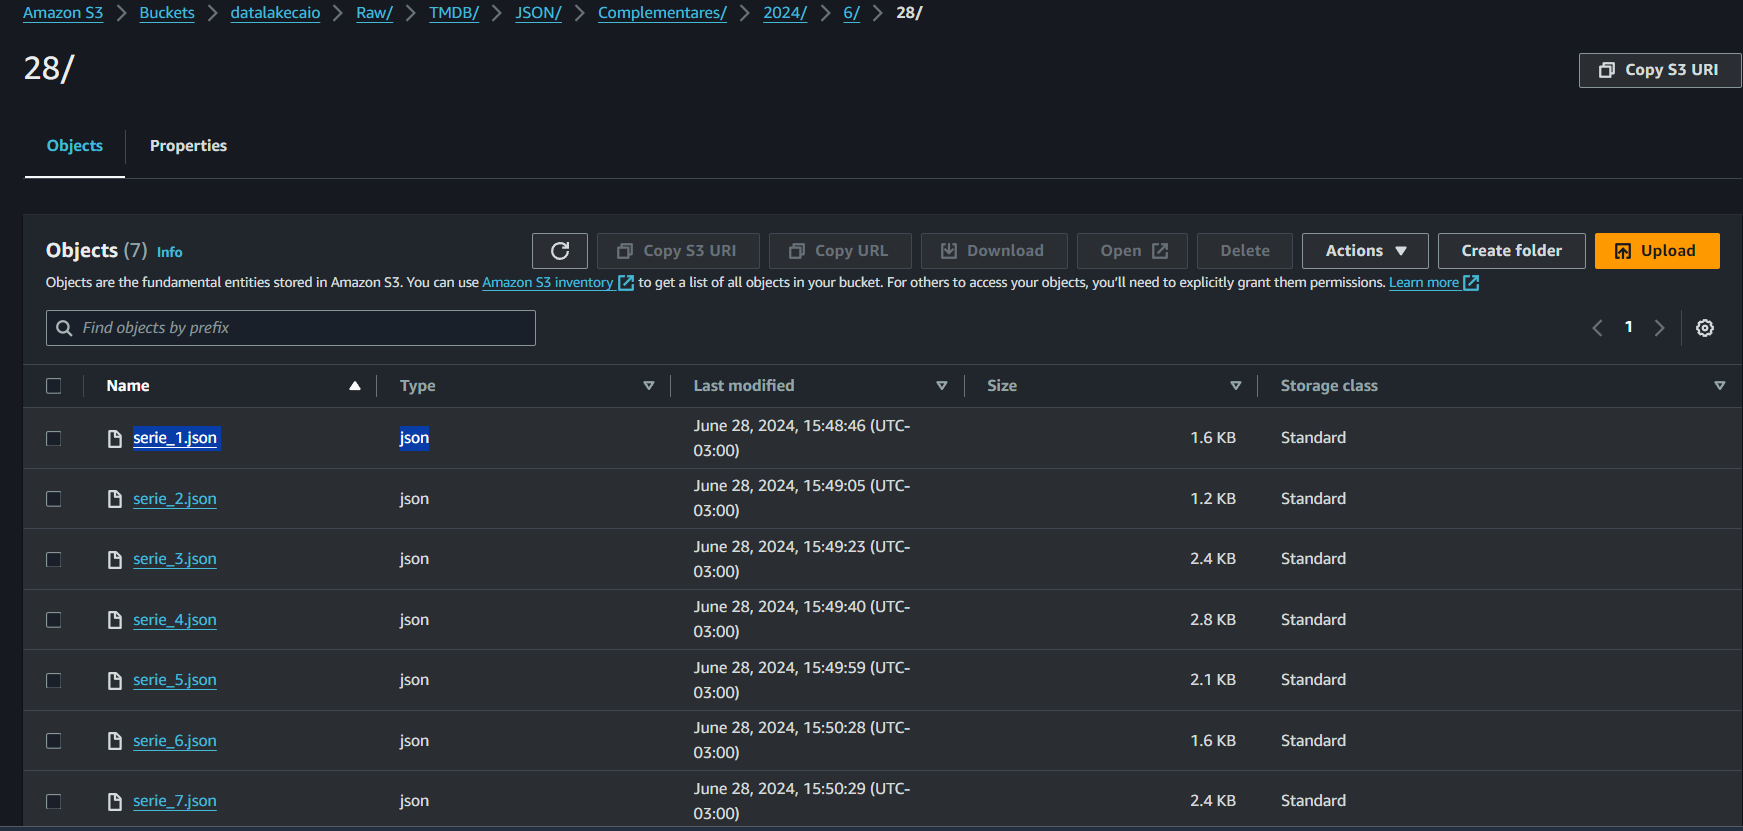 Amazon S3 Buckets datalakecaio Raw/ TMDB/ JSON/ Complementares/ 2024/ 6/ 28/
28/
Copy S3 URI
Objects Properties
Objects (7) Info Copy S3 URI Copy URL Download Open Delete Actions Create folder Upload
Objects are the fundamental entities stored in Amazon S3. You can use Amazon S3 inventory to get a list of all objects in your bucket. For others to access your objects, you'll need to explicitly grant them permissions. Learn more
Find objects by prefix 1
Name Type Last modified Size Storage class
serie_1.json json June 28, 2024, 15:48:46 (UTC-
03:00) 1.6 KB Standard
serie_2.json json June 28, 2024, 15:49:05 (UTC-
03:00) 1.2 KB Standard
serie_3.json json June 28, 2024, 15:49:23 (UTC-
03:00) 2.4 KB Standard
serie_4.json json June 28, 2024, 15:49:40 (UTC-
03:00) 2.8 KB Standard
serie_5.json json June 28, 2024, 15:49:59 (UTC-
03:00) 2.1 KB Standard
serie_6.json json June 28, 2024, 15:50:28 (UTC-
03:00) 1.6 KB Standard
serie_7.json json June 28, 2024, 15:50:29 (UTC-
03:00) 2.4 KB Standard